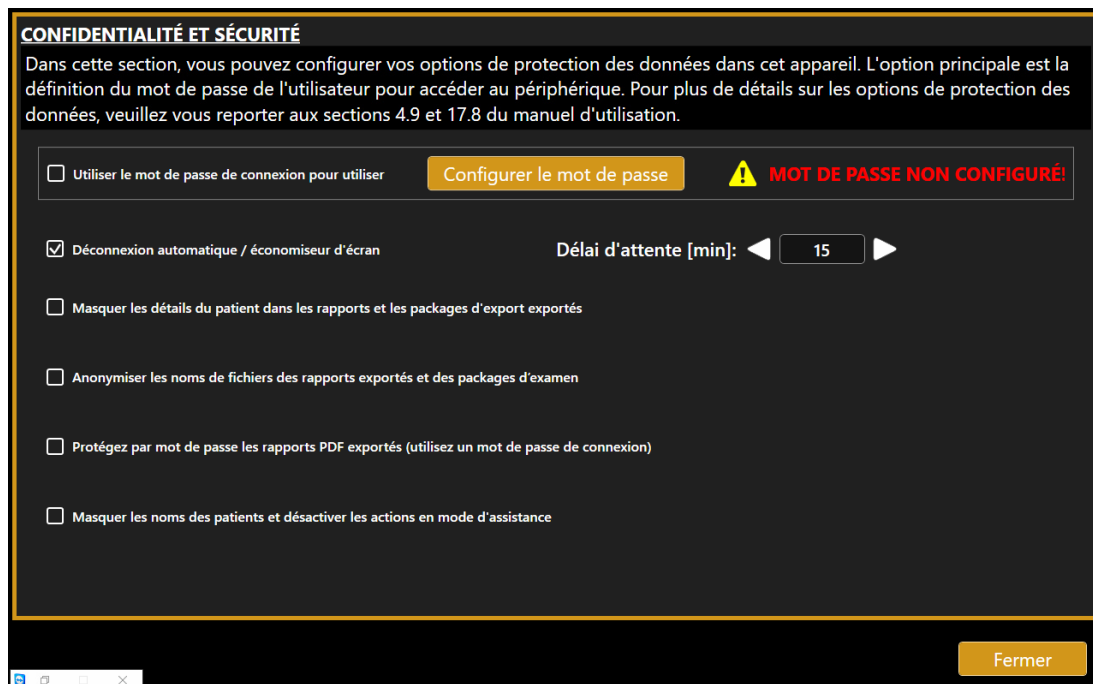 CONFIDENTIALITÉ ET SÉCURITÉ
Dans cette section, vous pouvez configurer vos options de protection des données dans cet appareil. L'option principale est la
définition du mot de passe de l'utilisateur pour accéder au périphérique. Pour plus de détails sur les options de protection des
données, veuillez vous reporter aux sections 4.9 et 17.8 du manuel d'utilisation.
Utiliser le mot de passe de connexion pour utiliser
Configurer le mot de passe
MOT DE PASSE NON CONFIGURÉ!
Déconnexion automatique / économiseur d'écran
Délai d'attente [min]:
15
Masquer les détails du patient dans les rapports et les packages d'export exportés
Anonymiser les noms de fichiers des rapports exportés et des packages d'examen
Protégez par mot de passe les rapports PDF exportés (utilisez un mot de passe de connexion)
Masquer les noms des patients et désactiver les actions en mode d'assistance
Fermer